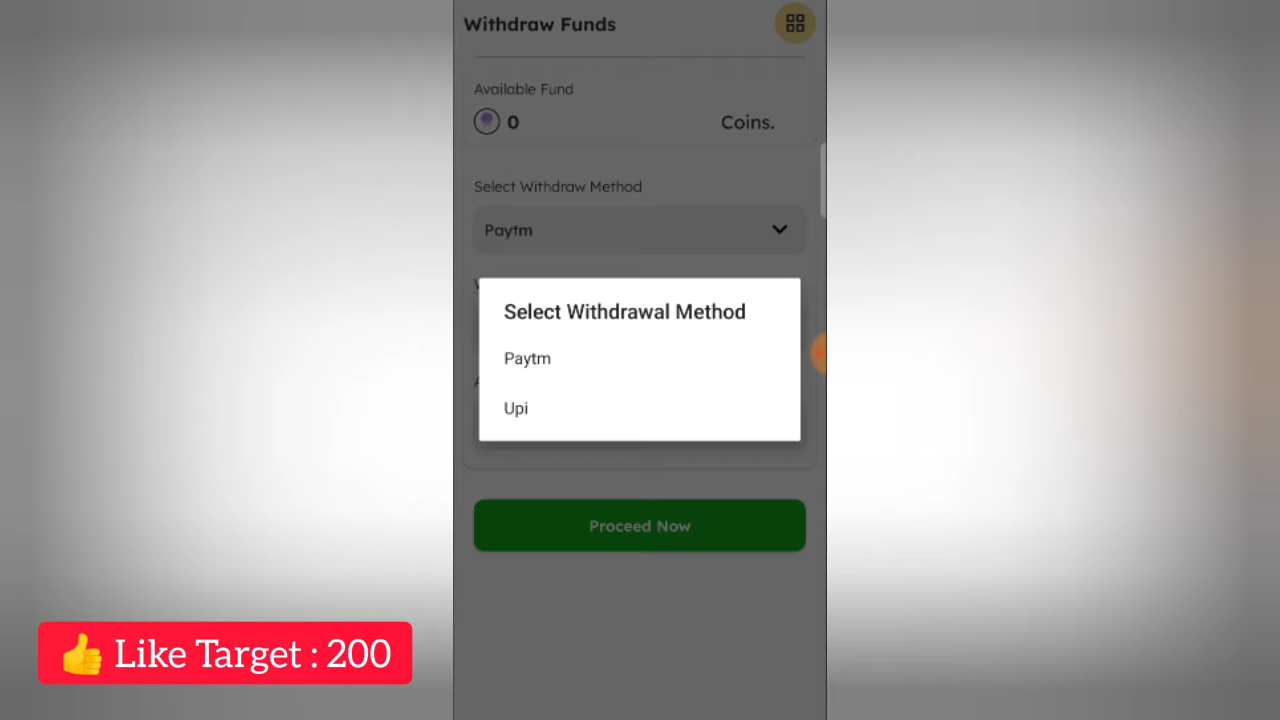 Withdraw Funds
Available Fund
0 Coins.
Select Withdraw Method
Paytm
Select Withdrawal Method
Paytm
Upi
Proceed Now
👍 Like Target : 200